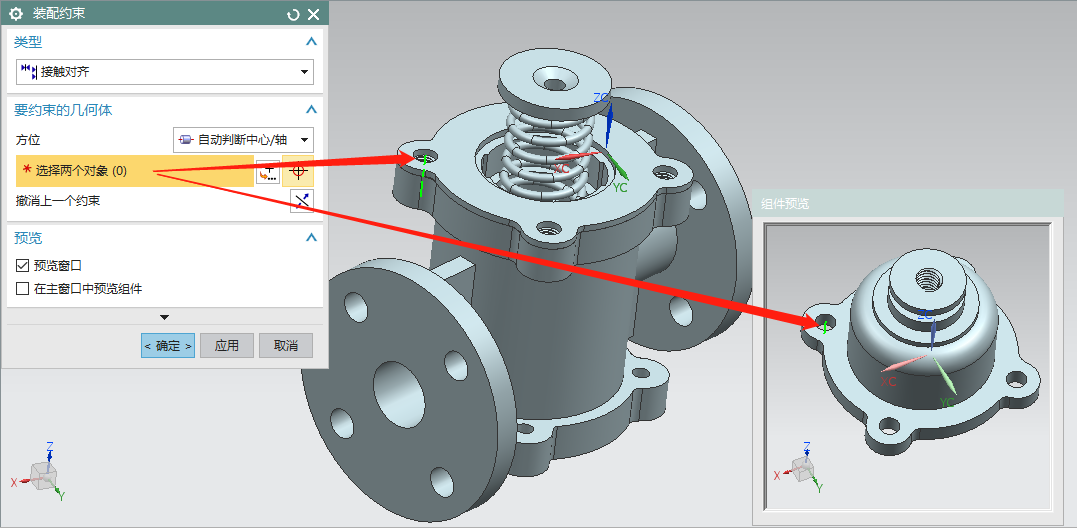 装配约束
类型
接触对齐
要约束的几何体
方位
自动判断中心/轴
* 选择两个对象 (0)
撤消上一个约束
预览
预览窗口
在主窗口中预览组件
< 确定 >
应用
取消
ZC
XC
YC
Z
X
Y
组件预览
ZC
XC
YC
Z
X
Y